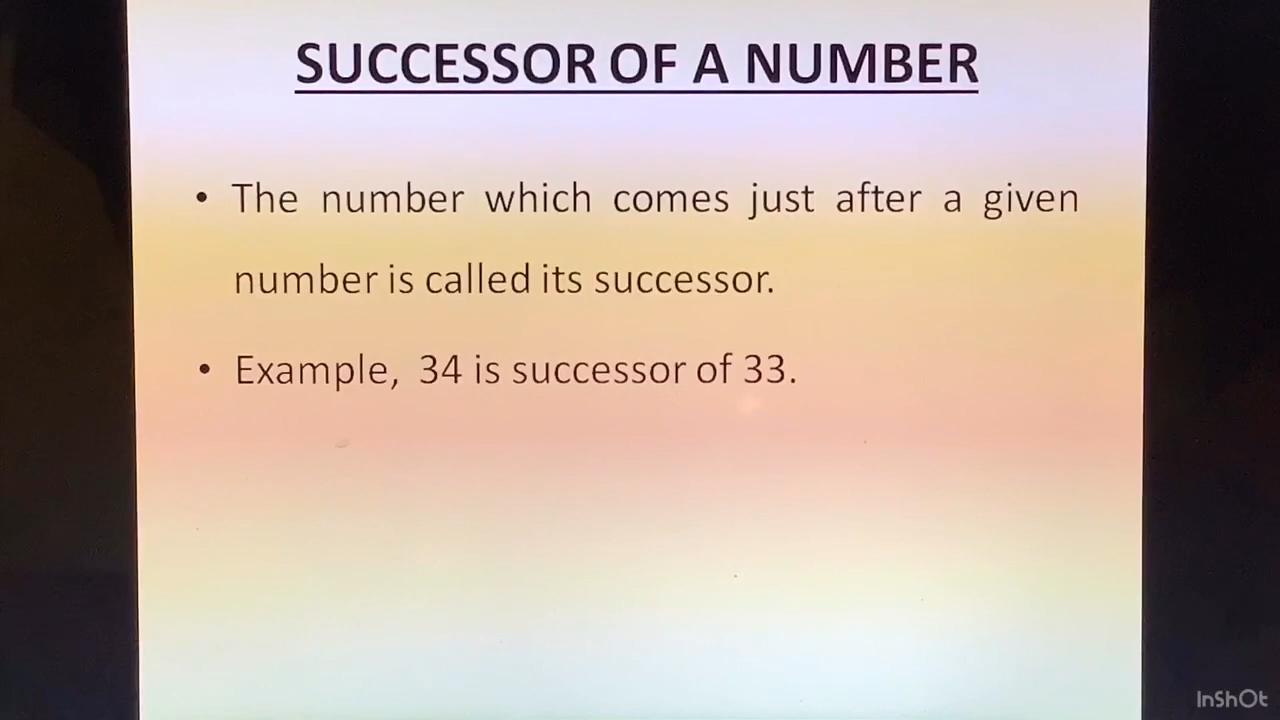 SUCCESSOR OF A NUMBER
• The number which comes just after a given
number is called its successor.
• Example, 34 is successor of 33.
InShOt